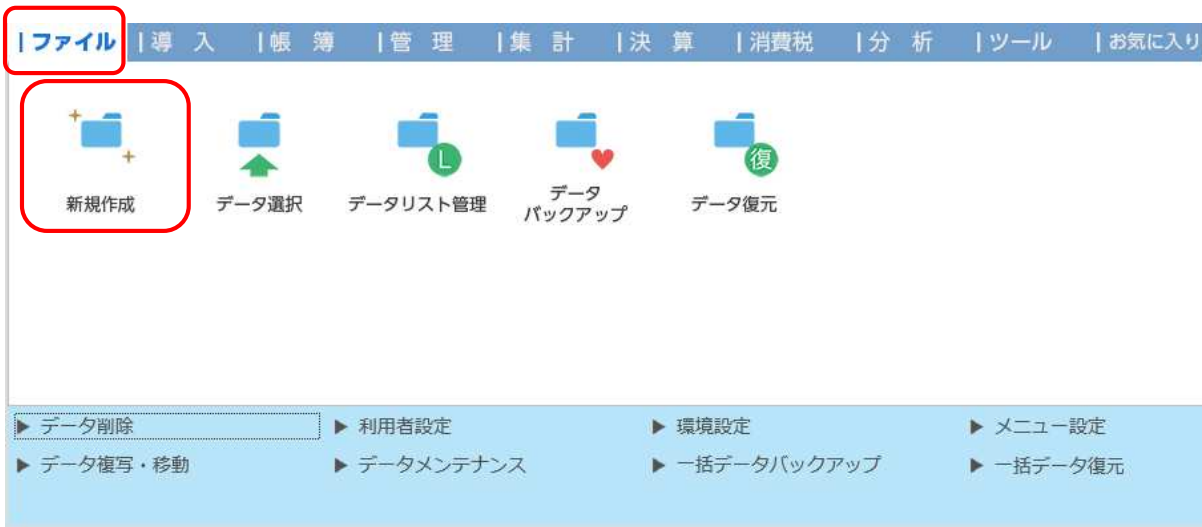 |ファイル |導 入 |帳 簿 |管 理 |集 計 |決 算 |消費税 |分 析 |ツール |お気に入り
新規作成 データ選択 L データリスト管理 データ バックアップ 復 データ復元
▶ データ削除 ▶ 利用者設定 ▶ 環境設定 ▶ メニュー設定
▶ データ複写・移動 ▶ データメンテナンス ▶ 一括データバックアップ ▶ 一括データ復元